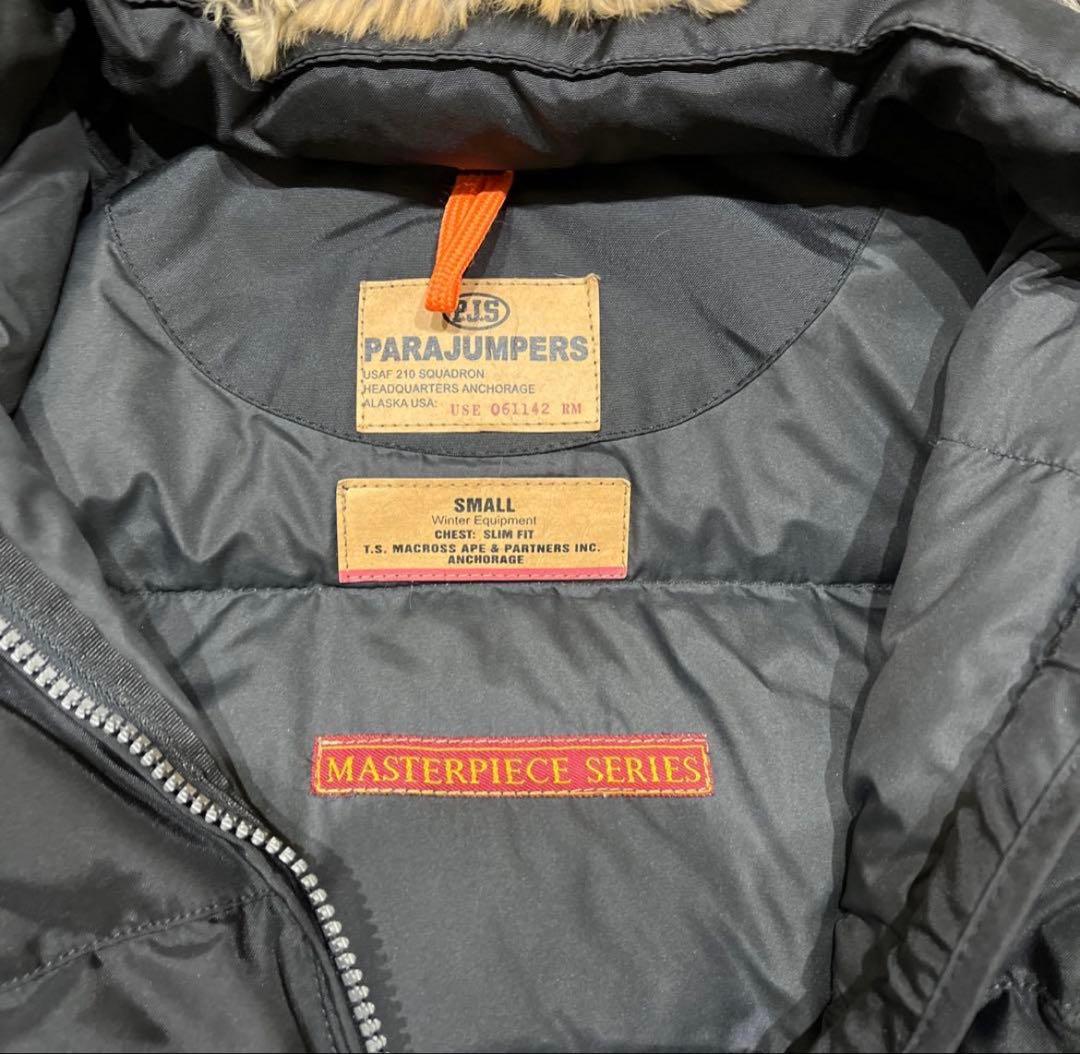 P.J.S
PARAJUMPERS
USAF 210 SQUADRON
HEADQUARTERS ANCHORAGE
ALASKA USA: USE 061142 RM
SMALL
Winter Equipment
CHEST: SLIM FIT
T.S. MACROSS APE & PARTNERS INC.
ANCHORAGE
MASTERPIECE SERIES